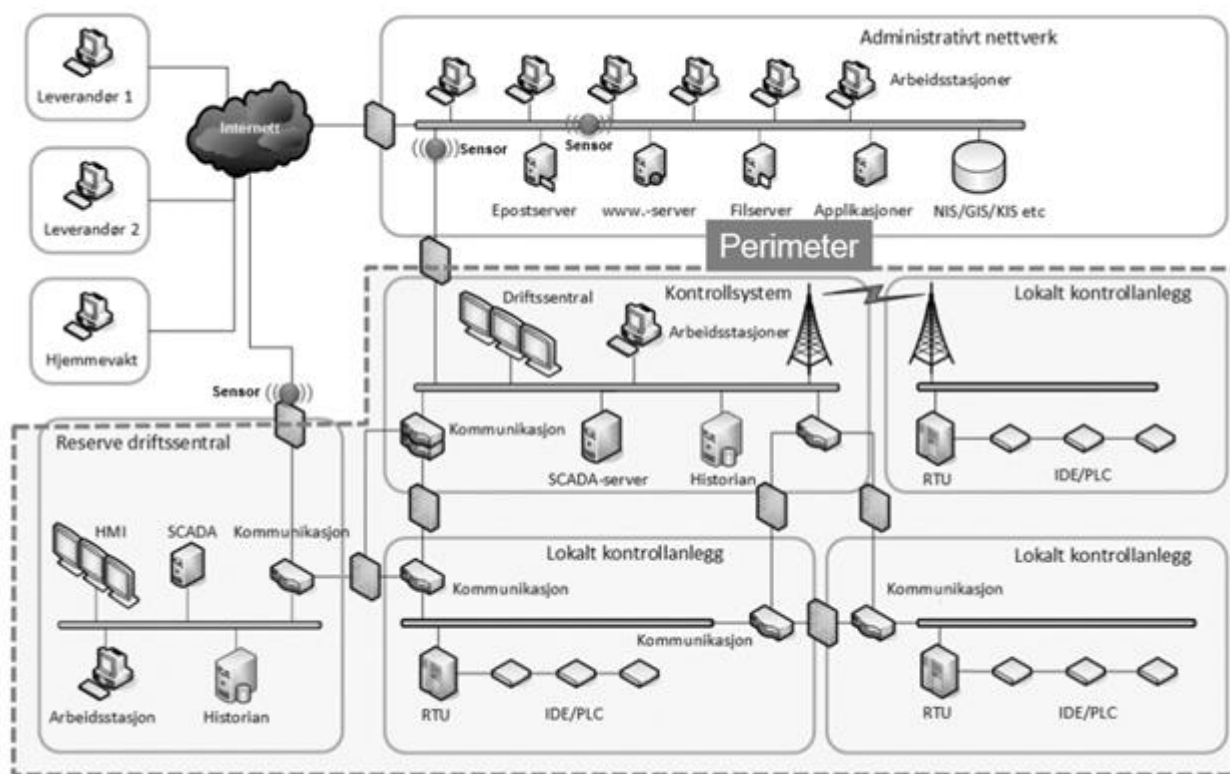 Administrativt nettverk
Leverandør 1
Arbeidsstasjoner
Internett
Sensor
Sensor
Epostserver
www.-server
Filserver
Applikasjoner
NIS/GIS/KIS etc
Leverandør 2
Perimeter
Driftssentral
Kontrollsystem
Lokalt kontrollanlegg
Arbeidsstasjoner
Hjemmevakt
Sensor
Reserve driftssentral
Kommunikasjon
SCADA-server
Historian
RTU
IDE/PLC
HMI
SCADA
Kommunikasjon
Lokalt kontrollanlegg
Lokalt kontrollanlegg
Kommunikasjon
Kommunikasjon
Kommunikasjon
Arbeidsstasjon
Historian
RTU
IDE/PLC
RTU
IDE/PLC